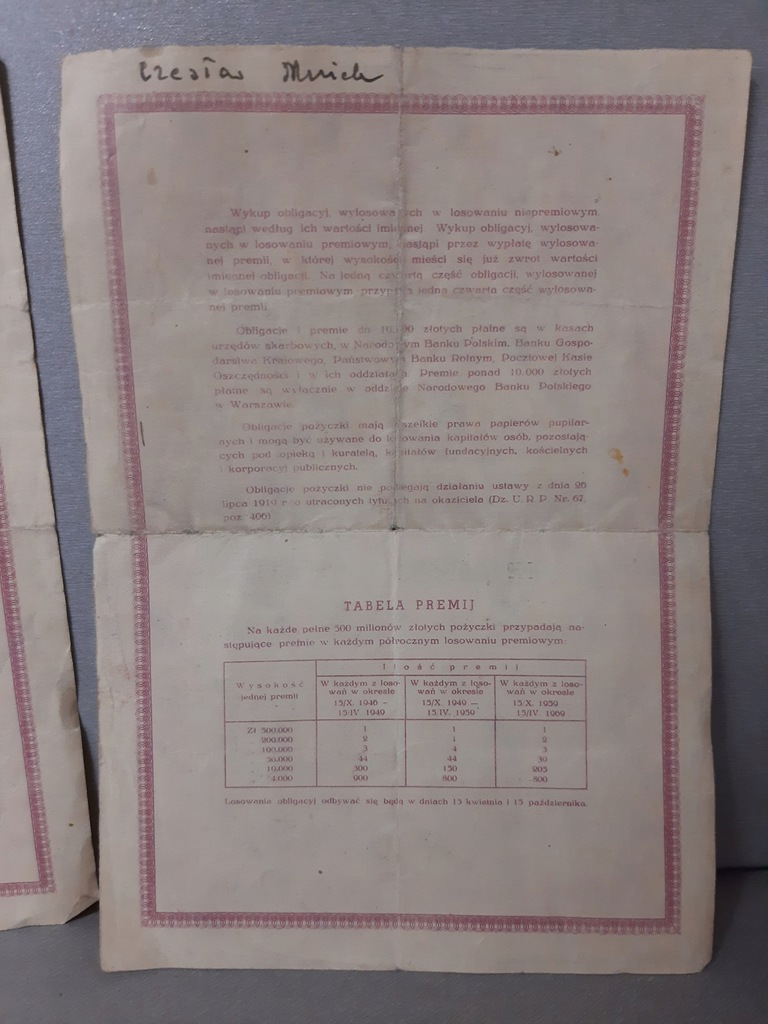 Czesław Mnich
Wykup obligacyj, wylosowanych w losowaniu niepremiowym,
nastąpi według ich wartości imiennej. Wykup obligacyj, wylosowa-
nych w losowaniu premiowym, nastąpi przez wypłatę wylosowa-
nej premii, w której wysokości mieści się już zwrot wartości
imiennej obligacji. Na jedną czwartą część obligacji, wylosowanej
w losowaniu premiowym przypada jedna czwarta część wylosowa-
nej premii.
Obligacje i premie do 10.000 złotych płatne są w kasach
urzędów skarbowych, w Narodowym Banku Polskim, Banku Gospo-
darstwa Krajowego, Państwowym Banku Rolnym, Pocztowej Kasie
Oszczędności i w ich oddziałach. Premie ponad 10.000 złotych
płatne są wyłącznie w oddziale Narodowego Banku Polskiego
w Warszawie.
Obligacje pożyczki mają wszelkie prawa papierów pupilar-
nych i mogą być używane do lokowania kapitałów osób, pozostają-
cych pod opieką i kuratelą, kapitałów fundacyjnych, kościelnych
i korporacyj publicznych.
Obligacje pożyczki nie podlegają działaniu ustawy z dnia 26
lipca 1919 r. o utraconych tytułach na okaziciela (Dz. U. R. P. Nr. 67,
poz. 406)
TABELA PREMIJ
Na każde pełne 500 milionów złotych pożyczki przypadają na-
stępujące premie w każdym półrocznym losowaniu premiowym:
Wysokość jednej premii
Ilość premij
W każdym z loso- W każdym z loso- W każdym z loso-
wań w okresie wań w okresie wań w okresie
15/X. 1946 – 15/X. 1949 – 15/X. 1959
15/IV. 1949 15/IV. 1959 15/IV. 1969
Zł 500.000 1 1 1
200.000 2 1 2
100.000 3 4 3
50.000 44 44 39
10.000 300 150 205
4.000 900 800 800
Losowania obligacyj odbywać się będą w dniach 15 kwietnia i 15 października.